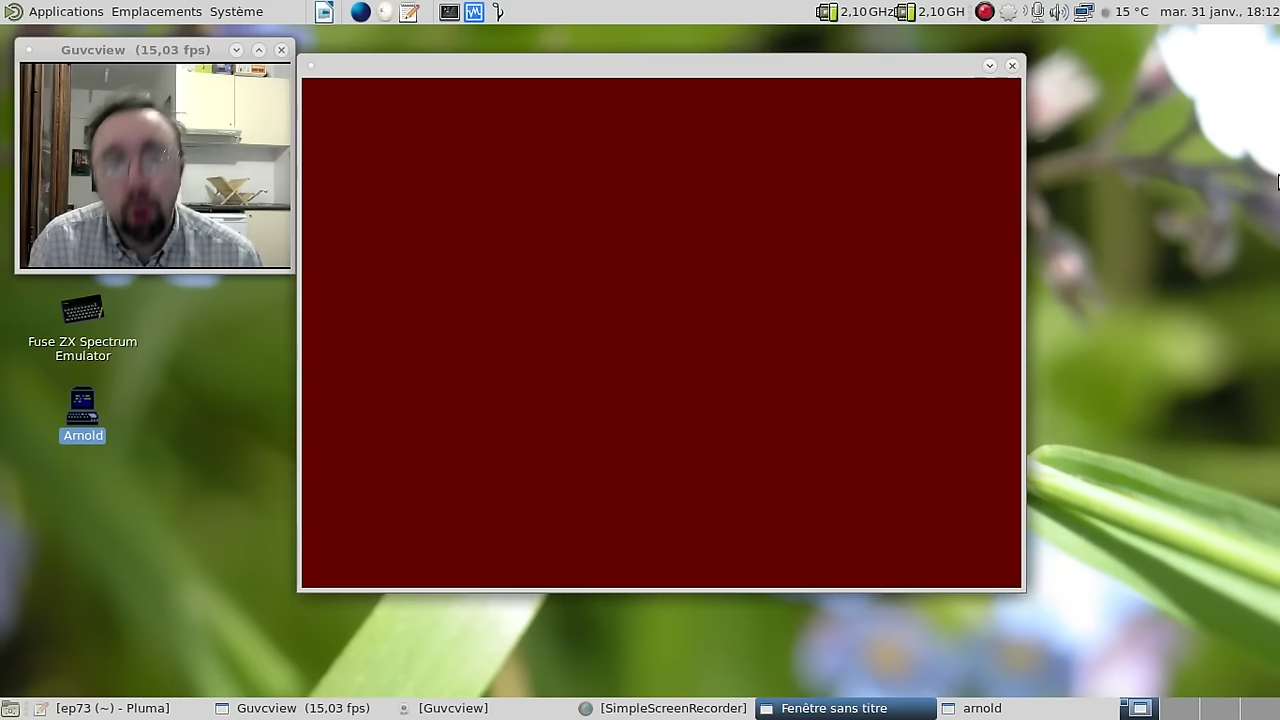 Applications Emplacements Système 2,10 GHz 2,10 GH 15 °C mar. 31 janv., 18:12
Guvcview (15,03 fps)
Fuse ZX Spectrum
Emulator
Arnold
[ep73 (~) - Pluma] Guvcview (15,03 fps) [Guvcview] [SimpleScreenRecorder] Fenêtre sans titre arnold